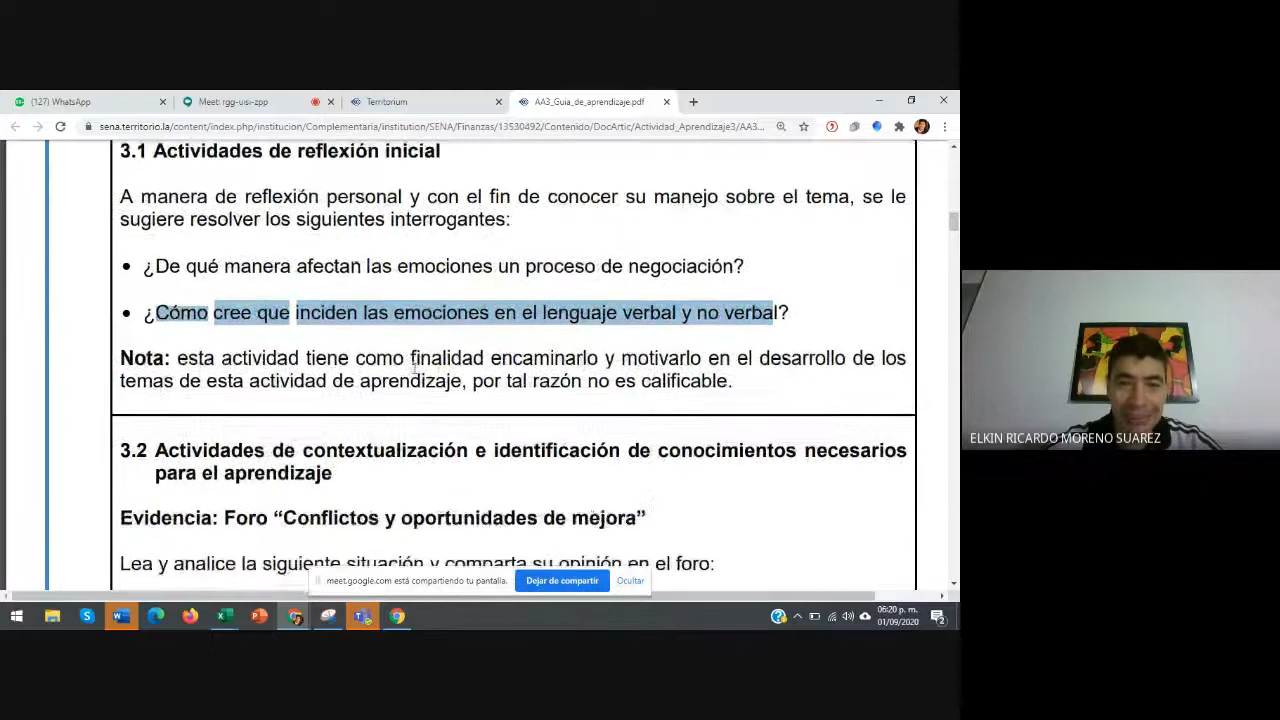 (127) WhatsApp
Meet: rgg-uisi-zpp
Territorium
AA3_Guia_de_aprendizaje.pdf
sena.territorio.la/content/index.php/institucion/Complementaria/institution/SENA/Finanzas/13530492/Contenido/DocArtic/Actividad_Aprendizaje3/AA3...
3.1 Actividades de reflexión inicial
A manera de reflexión personal y con el fin de conocer su manejo sobre el tema, se le
sugiere resolver los siguientes interrogantes:
• ¿De qué manera afectan las emociones un proceso de negociación?
• ¿Cómo cree que inciden las emociones en el lenguaje verbal y no verbal?
Nota: esta actividad tiene como finalidad encaminarlo y motivarlo en el desarrollo de los
temas de esta actividad de aprendizaje, por tal razón no es calificable.
3.2 Actividades de contextualización e identificación de conocimientos necesarios
para el aprendizaje
Evidencia: Foro “Conflictos y oportunidades de mejora”
Lea y analice la siguiente situación y comparta su opinión en el foro:
meet.google.com está compartiendo tu pantalla.
Dejar de compartir
Ocultar
06:20 p. m.
01/09/2020
2
ELKIN RICARDO MORENO SUAREZ